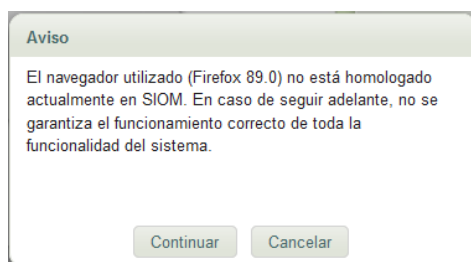 Aviso
El navegador utilizado (Firefox 89.0) no está homologado
actualmente en SIOM. En caso de seguir adelante, no se
garantiza el funcionamiento correcto de toda la
funcionalidad del sistema.
Continuar Cancelar